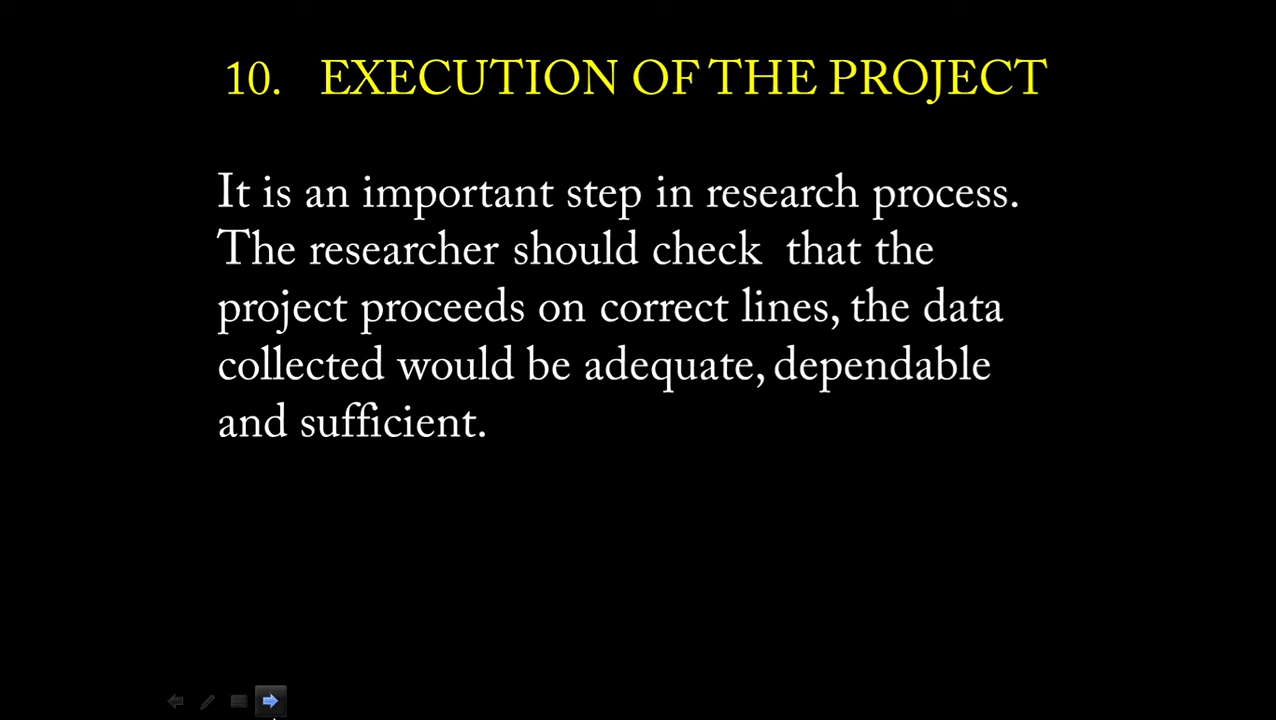 10. EXECUTION OF THE PROJECT
It is an important step in research process.
The researcher should check that the
project proceeds on correct lines, the data
collected would be adequate, dependable
and sufficient.